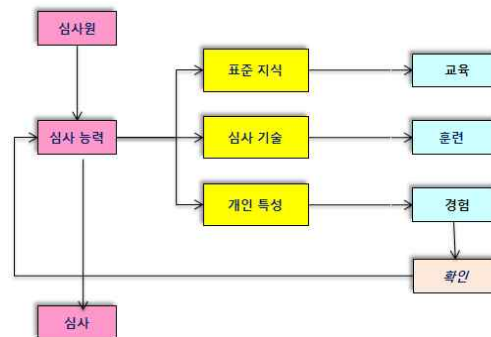 심사원
표준 지식
교육
심사 능력
심사 기술
훈련
개인 특성
경험
확인
심사